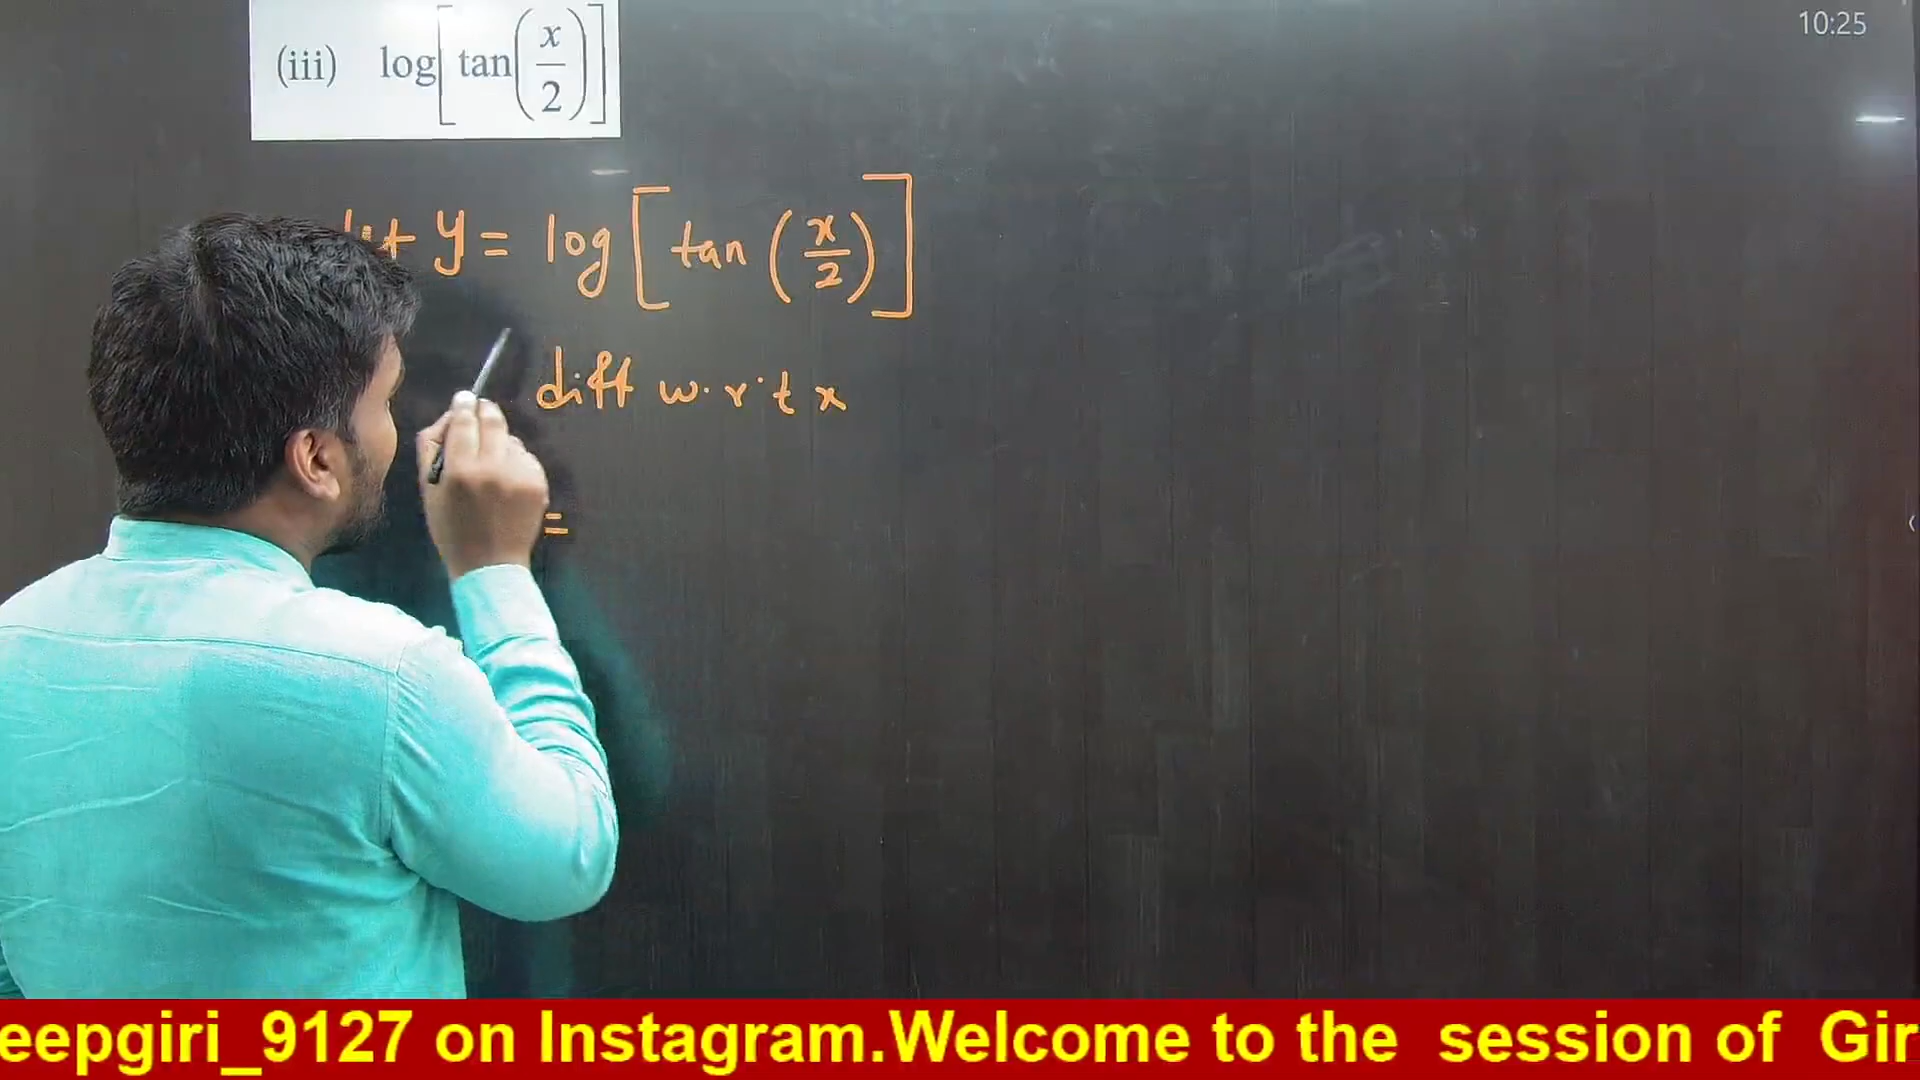 10:25
(iii) log[tan(x/2)]
y = log [tan (x/2)]
diff w.r.t x
=
eepgiri_9127 on Instagram.Welcome to the session of Gir